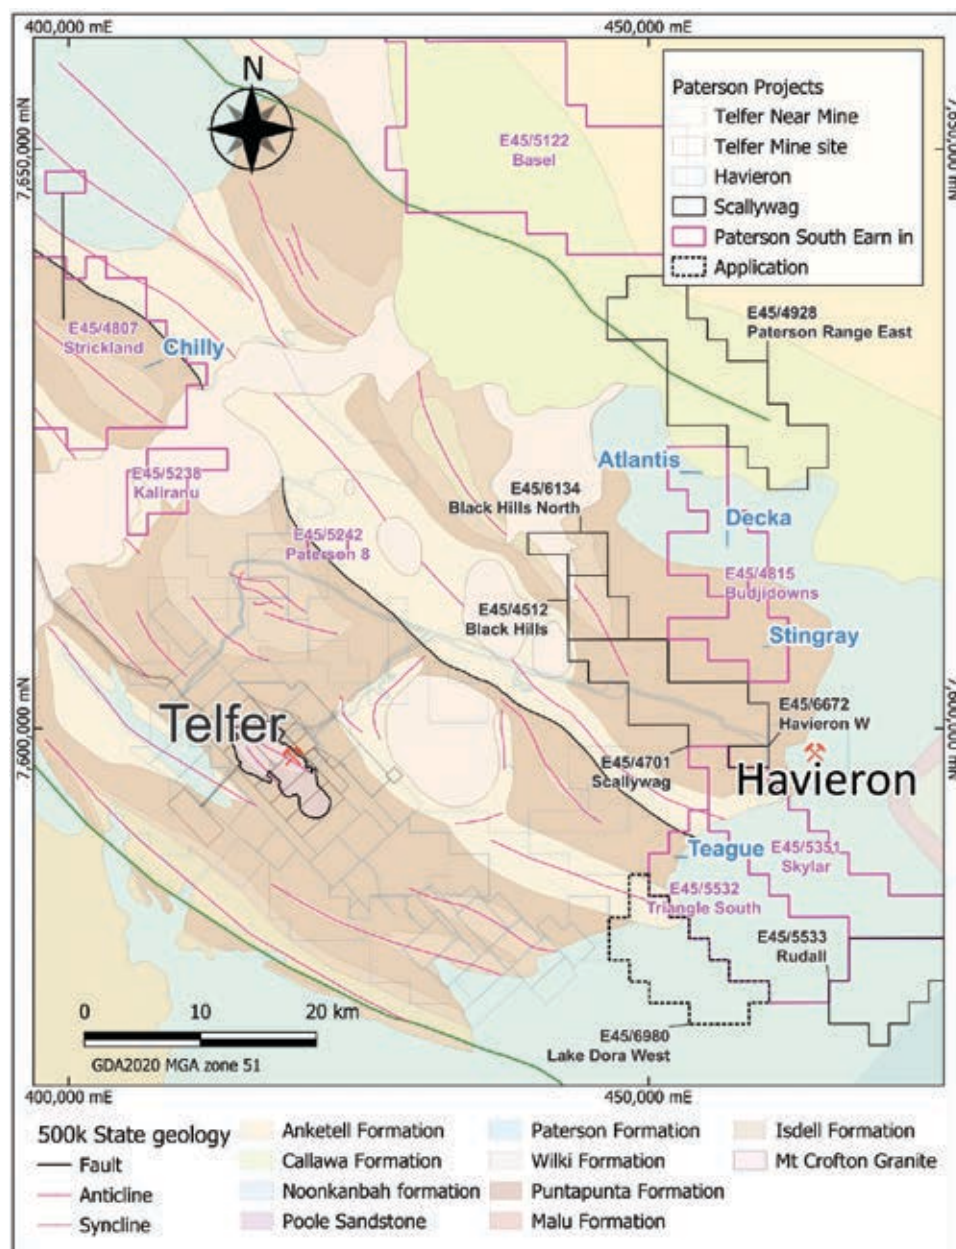 400,000 mE
450,000 mE
7,650,000 mN
7,650,000 mN
7,600,000 mN
7,600,000 mN
N
Paterson Projects
Telfer Near Mine
Telfer Mine site
Havieron
Scallywag
Paterson South Earn in
Application
E45/5122
Basel
E45/4928
Paterson Range East
E45/4807
Strickland
Chilly
E45/5238
Kaliranu
E45/5242
Paterson 8
E45/6134
Black Hills North
Atlantis
Decka
E45/4815
Budjidowns
E45/4512
Black Hills
Stingray
E45/6672
Havieron W
Telfer
E45/4701
Scallywag
Havieron
Teague
E45/5351
Skylar
E45/5532
Triangle South
E45/5533
Rudall
E45/6980
Lake Dora West
0 10 20 km
GDA2020 MGA zone 51
400,000 mE
450,000 mE
500k State geology
Fault
Anticline
Syncline
Anketell Formation
Callawa Formation
Noonkanbah formation
Poole Sandstone
Paterson Formation
Wilki Formation
Puntapunta Formation
Malu Formation
Isdell Formation
Mt Crofton Granite